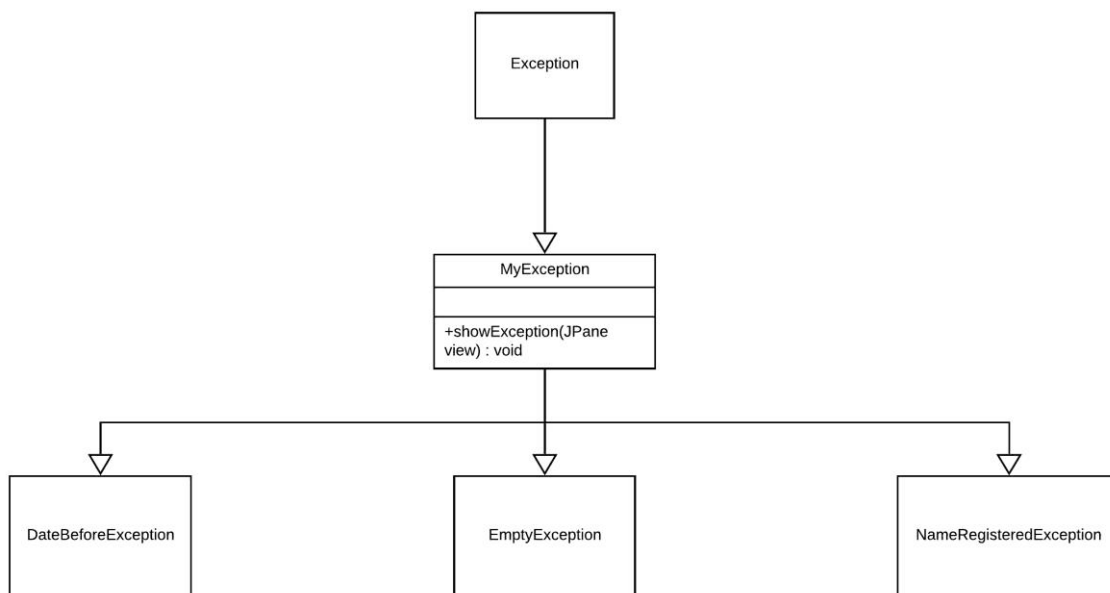 Exception
MyException
+showException(JPane
view) : void
DateBeforeException
EmptyException
NameRegisteredException